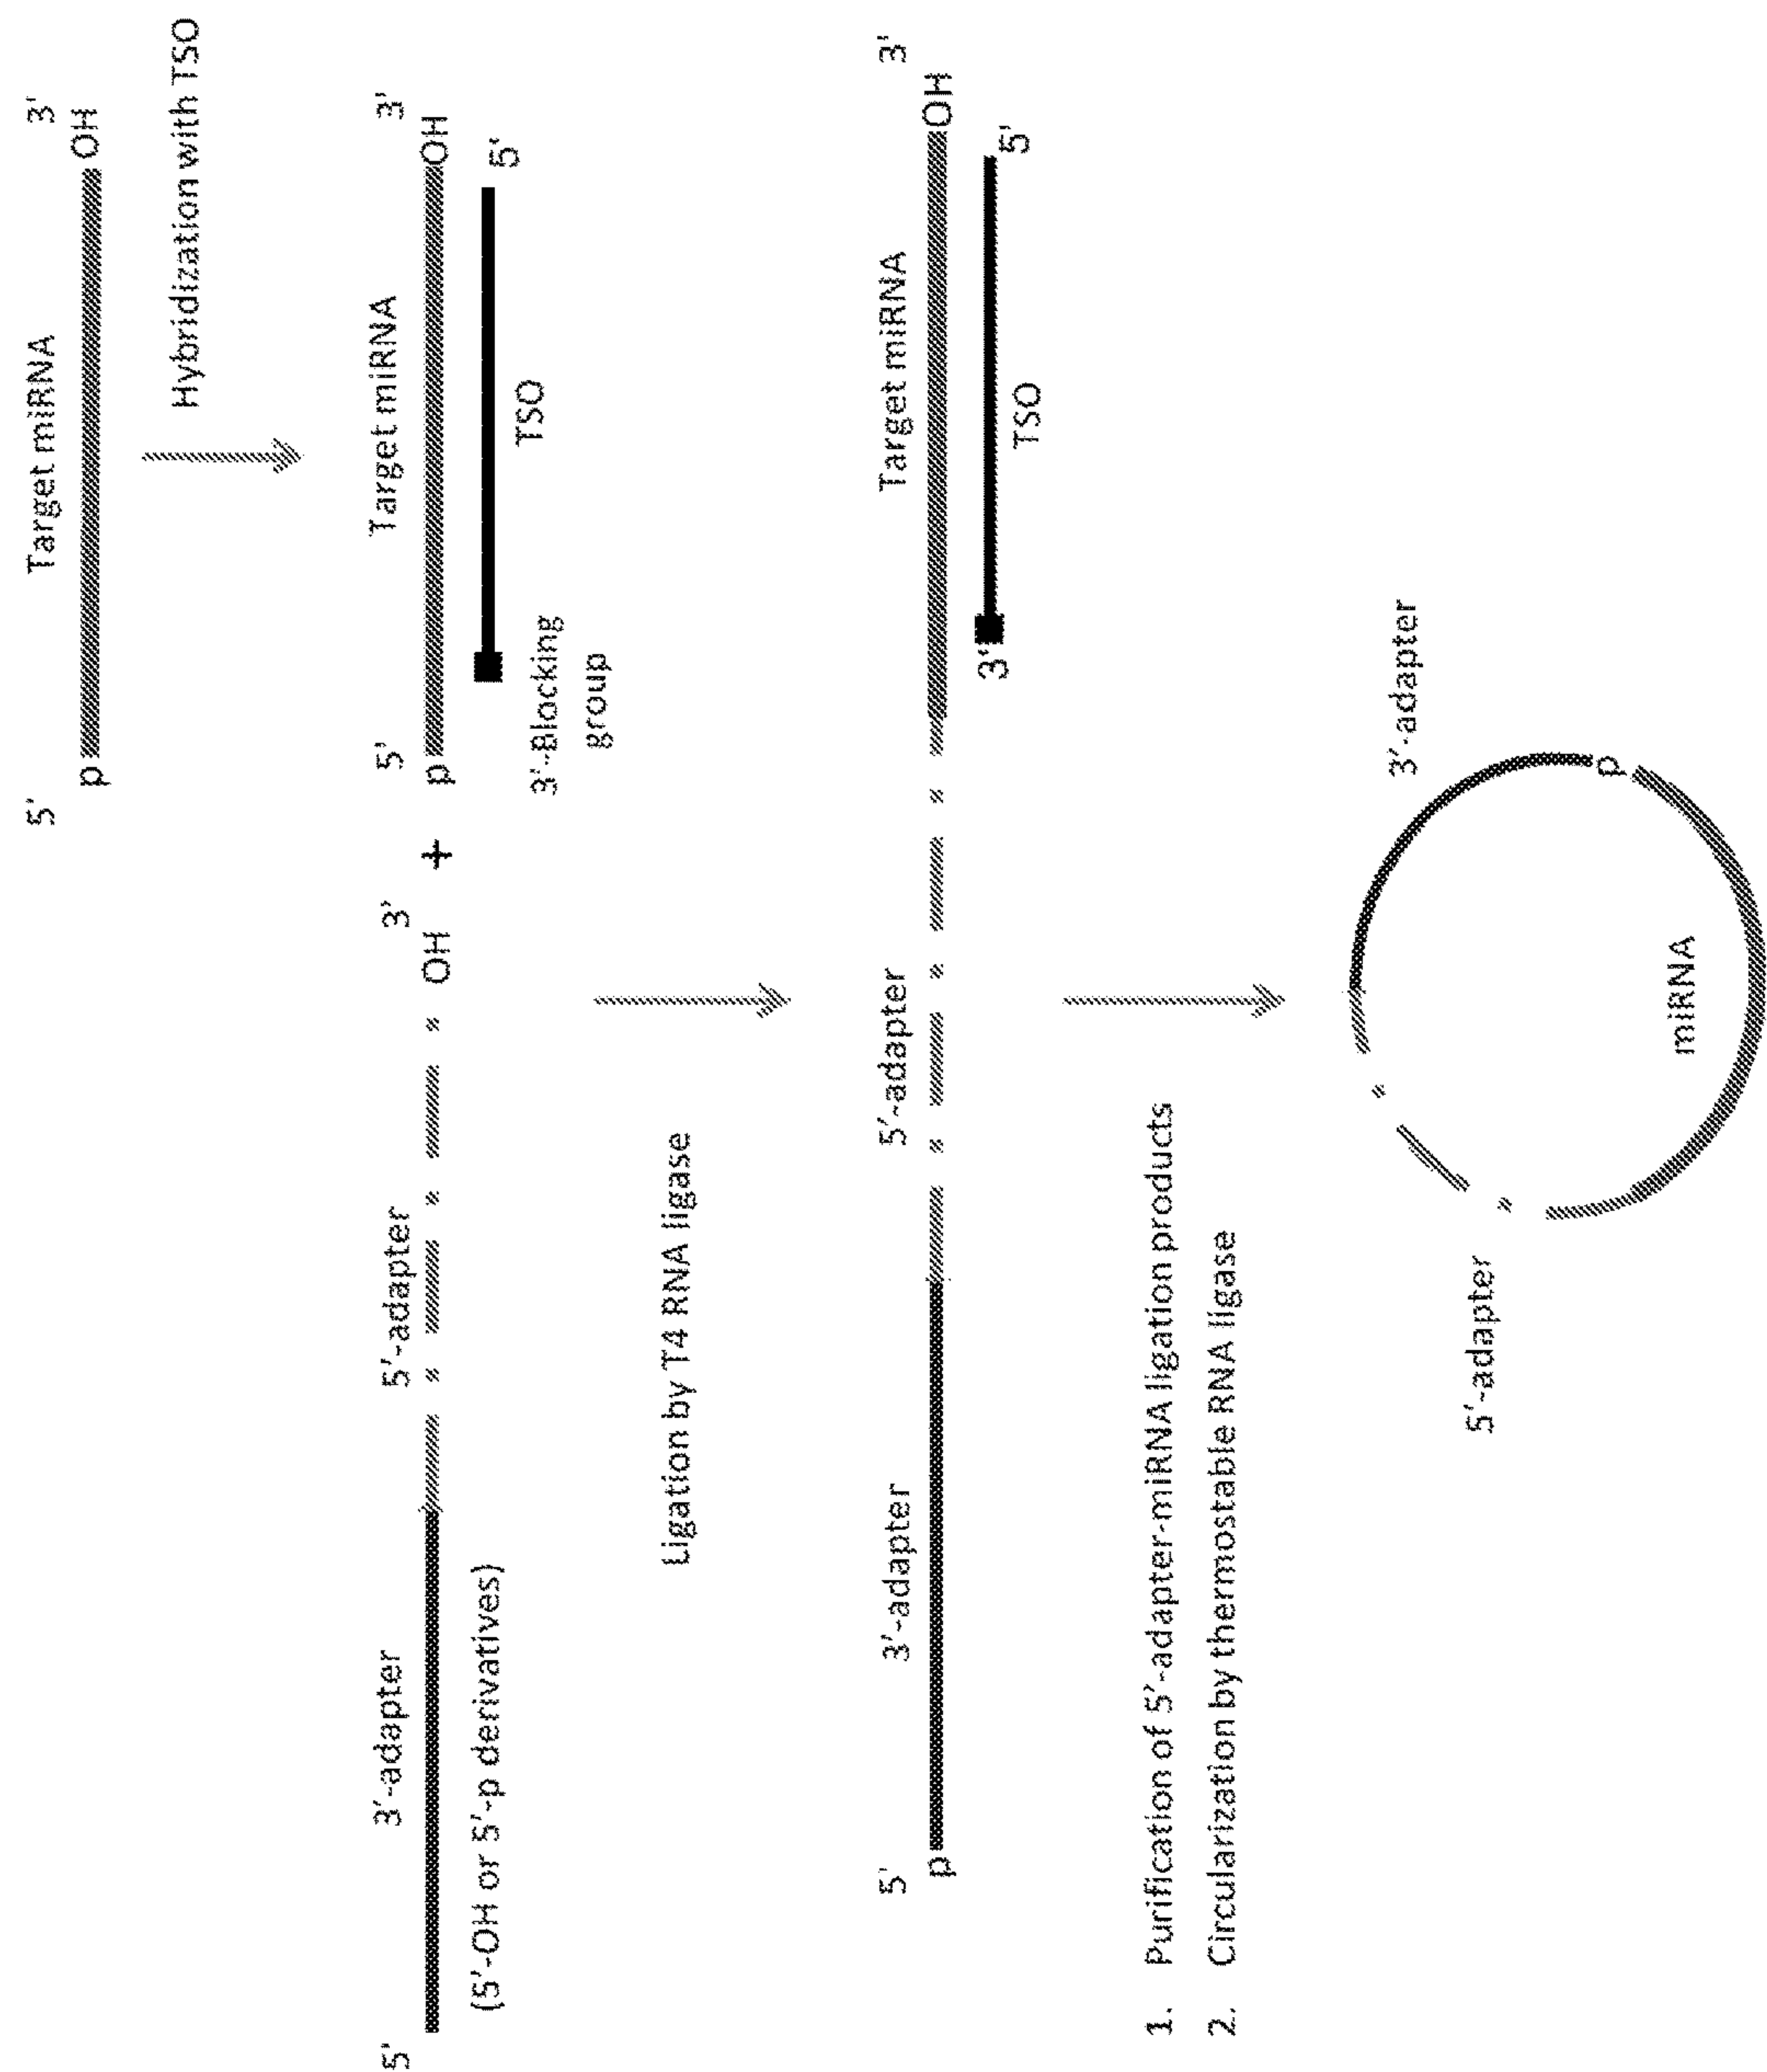 Target miRNA
5'
3'
p
OH
Hybridization with TSO
3'-adapter
5'-adapter
Target miRNA
5'
3'
+
5'
3'
OH
p
OH
(5'-OH or 5'-p derivatives)
3'-Blocking
group
TSO
5'
Ligation by T4 RNA ligase
3'-adapter
5'-adapter
Target miRNA
5'
3'
p
OH
3'
TSO
5'
1. Purification of 5'-adapter-miRNA ligation products
2. Circularization by thermostable RNA ligase
3'-adapter
5'-adapter
p
miRNA